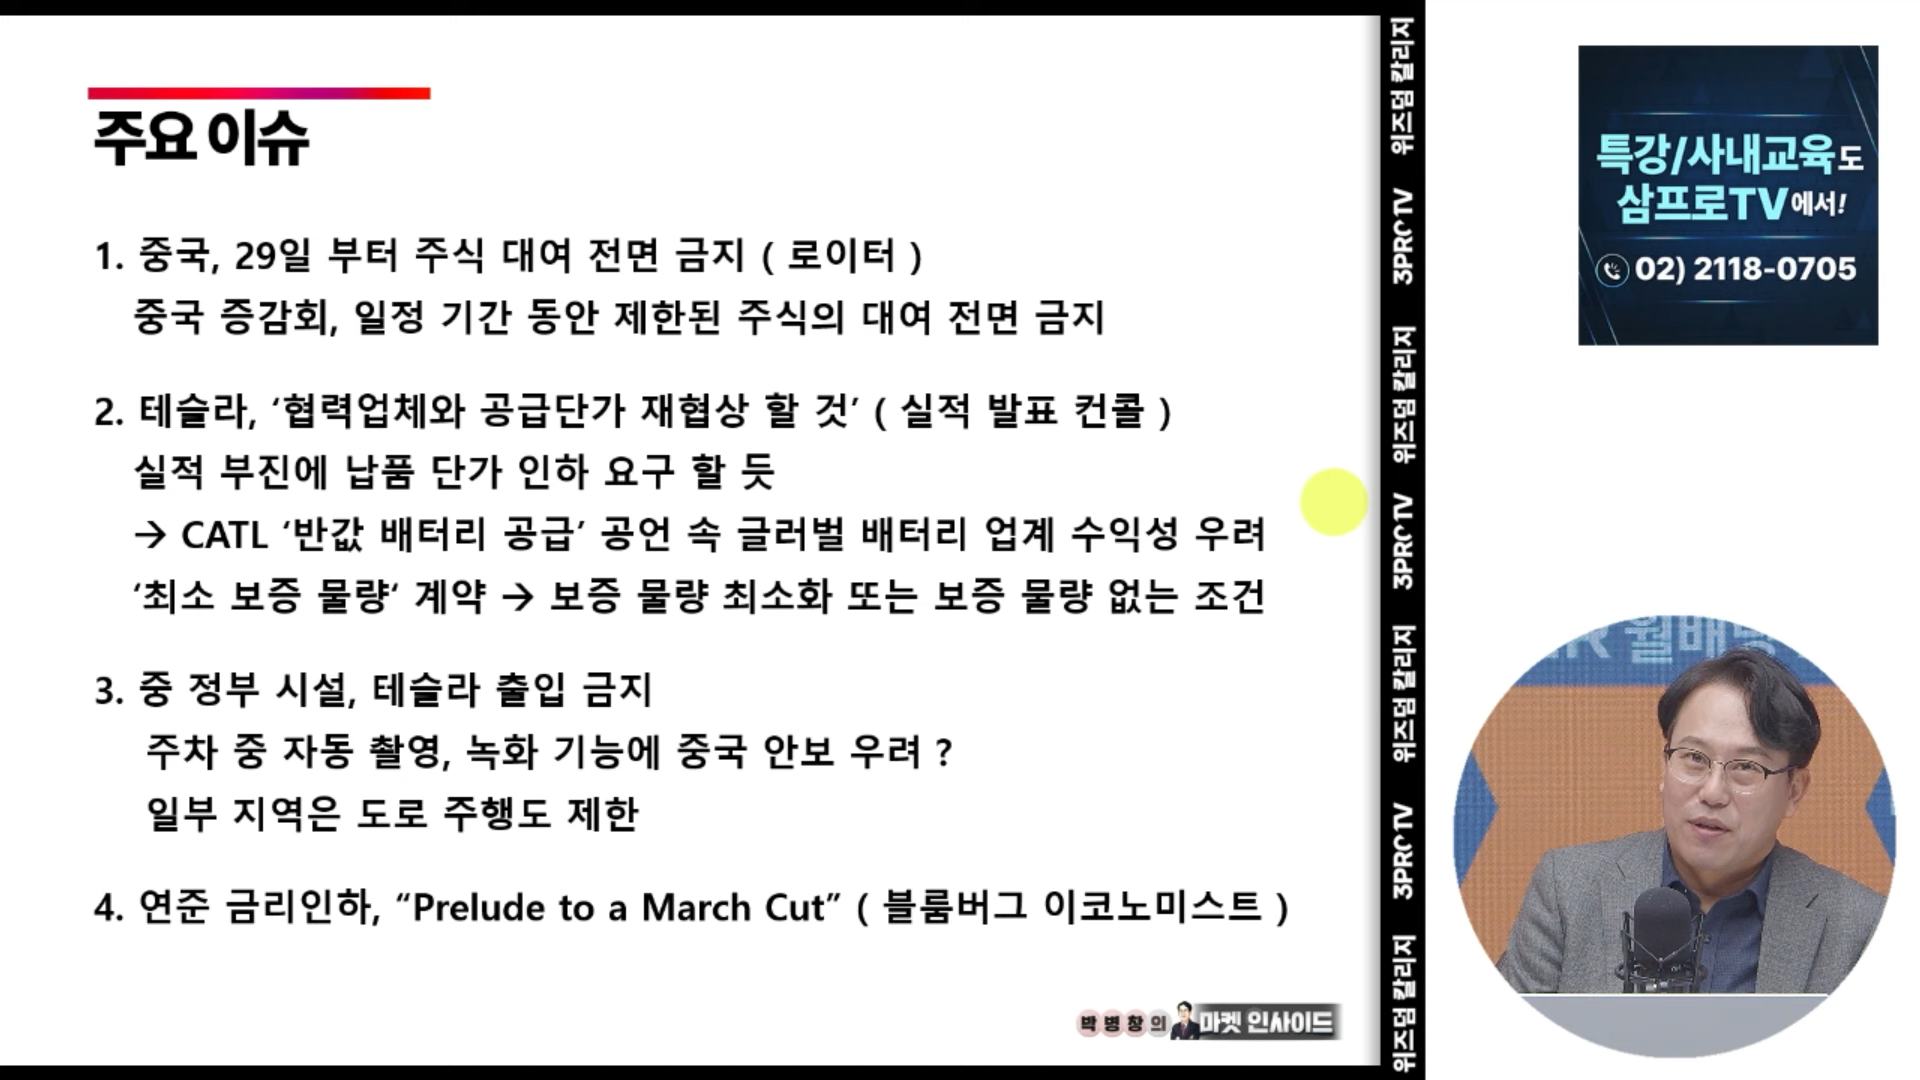 주요 이슈
1. 중국, 29일 부터 주식 대여 전면 금지 ( 로이터 )
중국 증감회, 일정 기간 동안 제한된 주식의 대여 전면 금지
2. 테슬라, ‘협력업체와 공급단가 재협상 할 것’ ( 실적 발표 컨콜 )
실적 부진에 납품 단가 인하 요구 할 듯
→ CATL ‘반값 배터리 공급’ 공언 속 글러벌 배터리 업계 수익성 우려
‘최소 보증 물량‘ 계약 → 보증 물량 최소화 또는 보증 물량 없는 조건
3. 중 정부 시설, 테슬라 출입 금지
주차 중 자동 촬영, 녹화 기능에 중국 안보 우려 ?
일부 지역은 도로 주행도 제한
4. 연준 금리인하, “Prelude to a March Cut” ( 블룸버그 이코노미스트 )
박병창의 마켓 인사이드
위즈덤 칼리지 3PROTV 위즈덤 칼리지 3PROTV 위즈덤 칼리지 3PROTV 위즈덤 칼리지
특강/사내교육도
삼프로TV에서!
02) 2118-0705
월배당